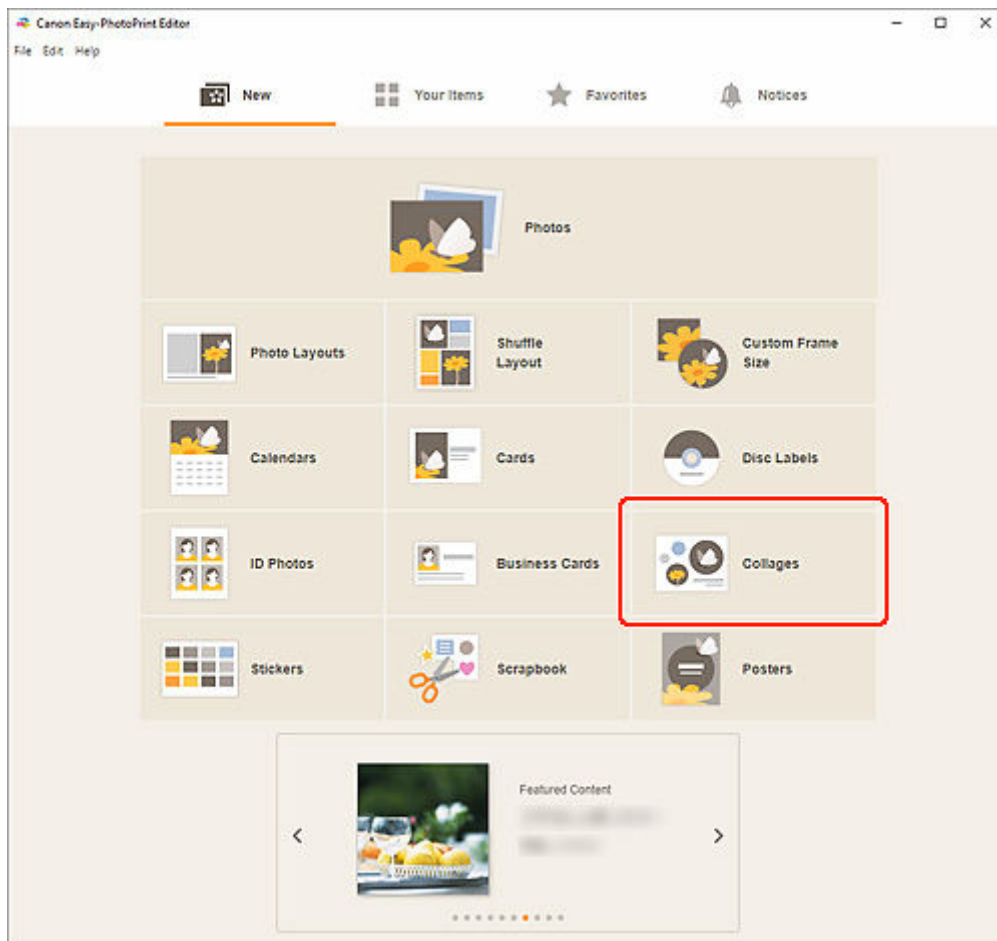 Canon Easy-PhotoPrint Editor
File Edit Help
New
Your Items
Favorites
Notices
Photos
Photo Layouts
Shuffle
Layout
Custom Frame
Size
Calendars
Cards
Disc Labels
ID Photos
Business Cards
Collages
Stickers
Scrapbook
Posters
Featured Content